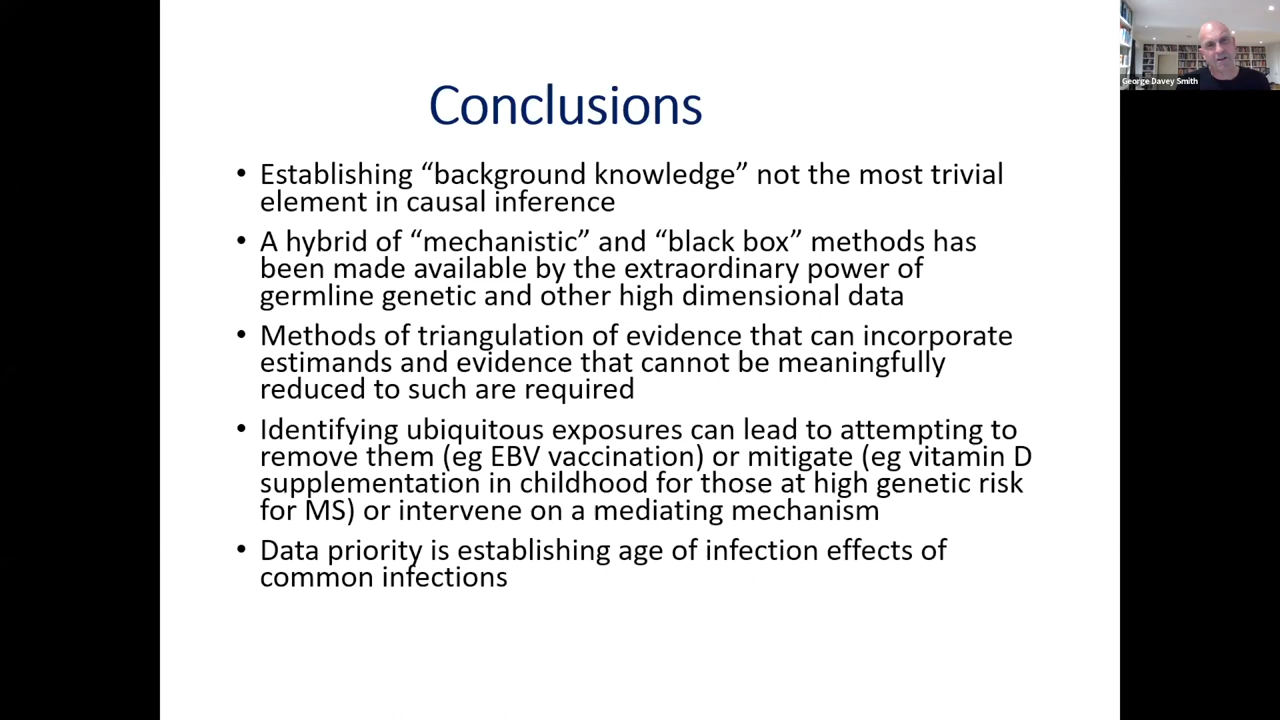 Conclusions
• Establishing “background knowledge” not the most trivial
element in causal inference
• A hybrid of “mechanistic” and “black box” methods has
been made available by the extraordinary power of
germline genetic and other high dimensional data
• Methods of triangulation of evidence that can incorporate
estimands and evidence that cannot be meaningfully
reduced to such are required
• Identifying ubiquitous exposures can lead to attempting to
remove them (eg EBV vaccination) or mitigate (eg vitamin D
supplementation in childhood for those at high genetic risk
for MS) or intervene on a mediating mechanism
• Data priority is establishing age of infection effects of
common infections
George Davey Smith